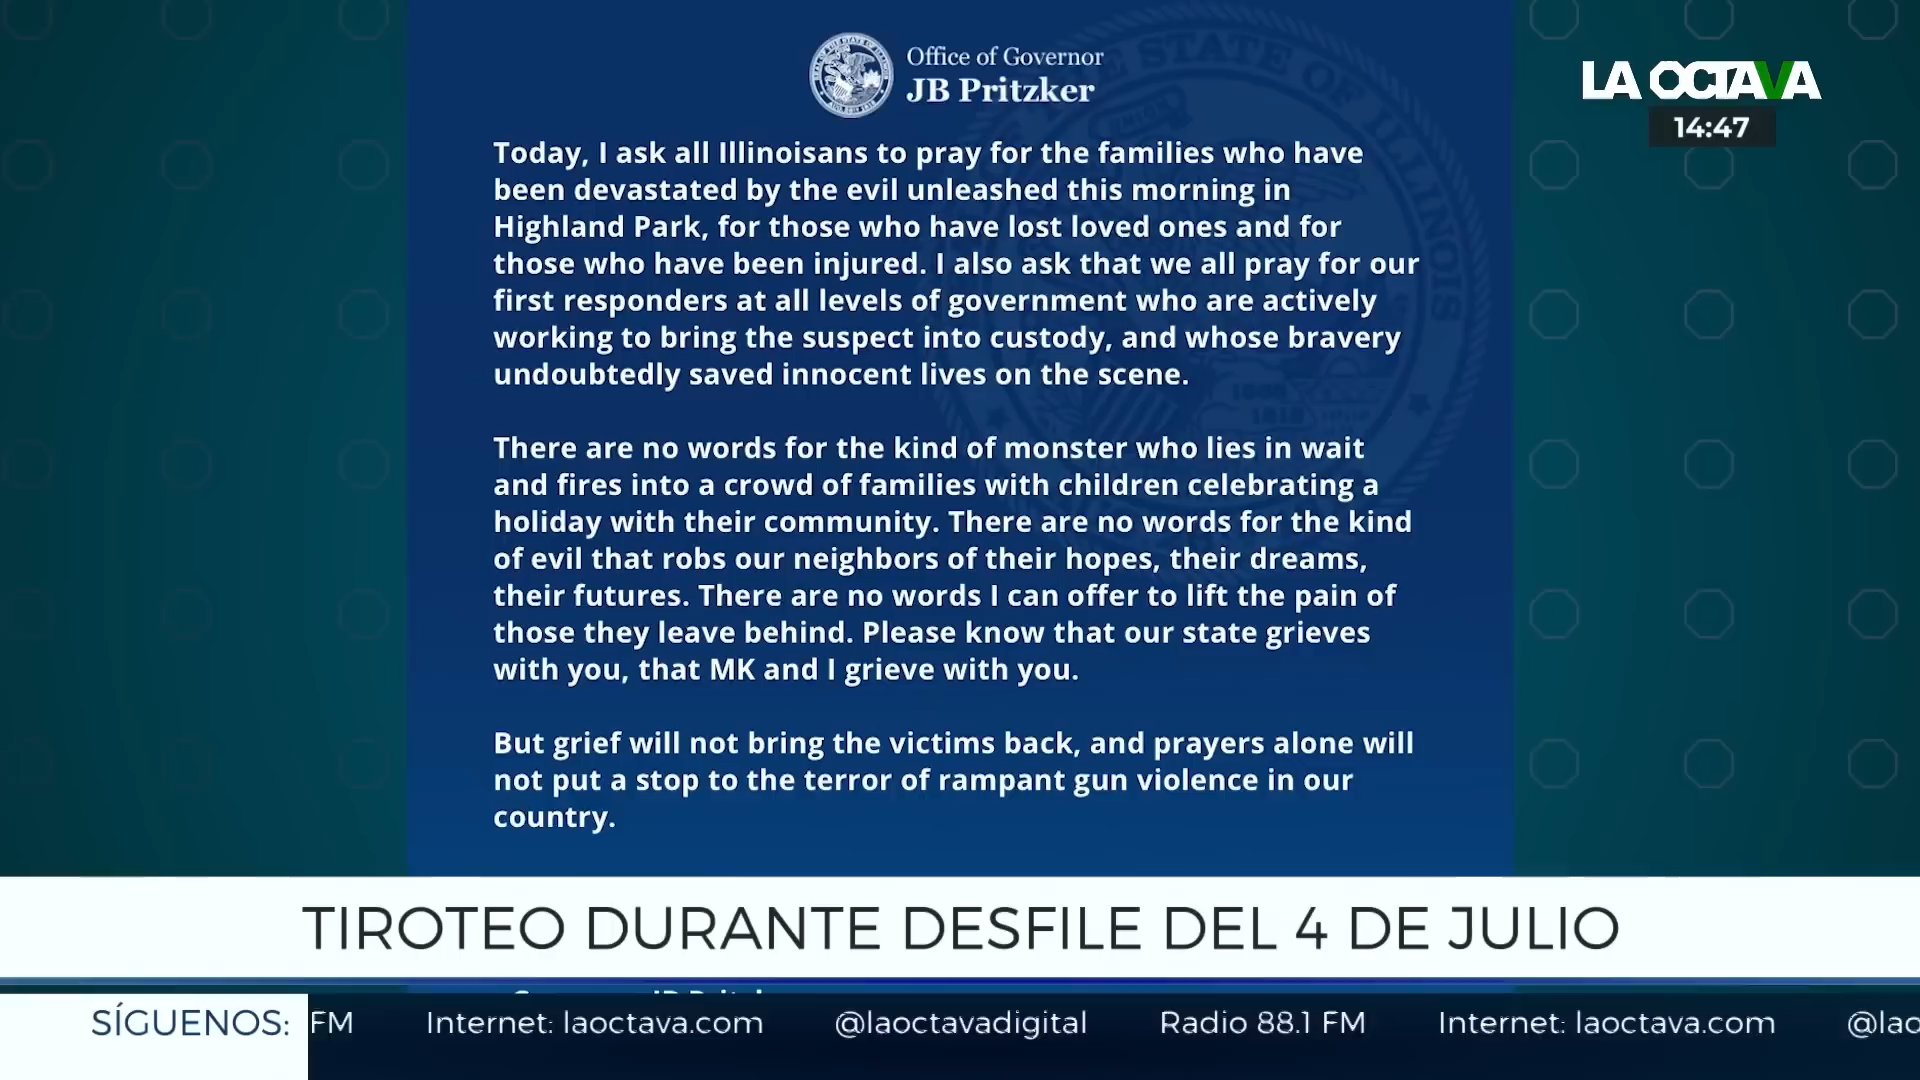 Office of Governor
JB Pritzker
LA OCTAVA
14:47
Today, I ask all Illinoisans to pray for the families who have
been devastated by the evil unleashed this morning in
Highland Park, for those who have lost loved ones and for
those who have been injured. I also ask that we all pray for our
first responders at all levels of government who are actively
working to bring the suspect into custody, and whose bravery
undoubtedly saved innocent lives on the scene.
There are no words for the kind of monster who lies in wait
and fires into a crowd of families with children celebrating a
holiday with their community. There are no words for the kind
of evil that robs our neighbors of their hopes, their dreams,
their futures. There are no words I can offer to lift the pain of
those they leave behind. Please know that our state grieves
with you, that MK and I grieve with you.
But grief will not bring the victims back, and prayers alone will
not put a stop to the terror of rampant gun violence in our
country.
TIROTEO DURANTE DESFILE DEL 4 DE JULIO
SÍGUENOS: FM Internet: laoctava.com @laoctavadigital Radio 88.1 FM Internet: laoctava.com @lao